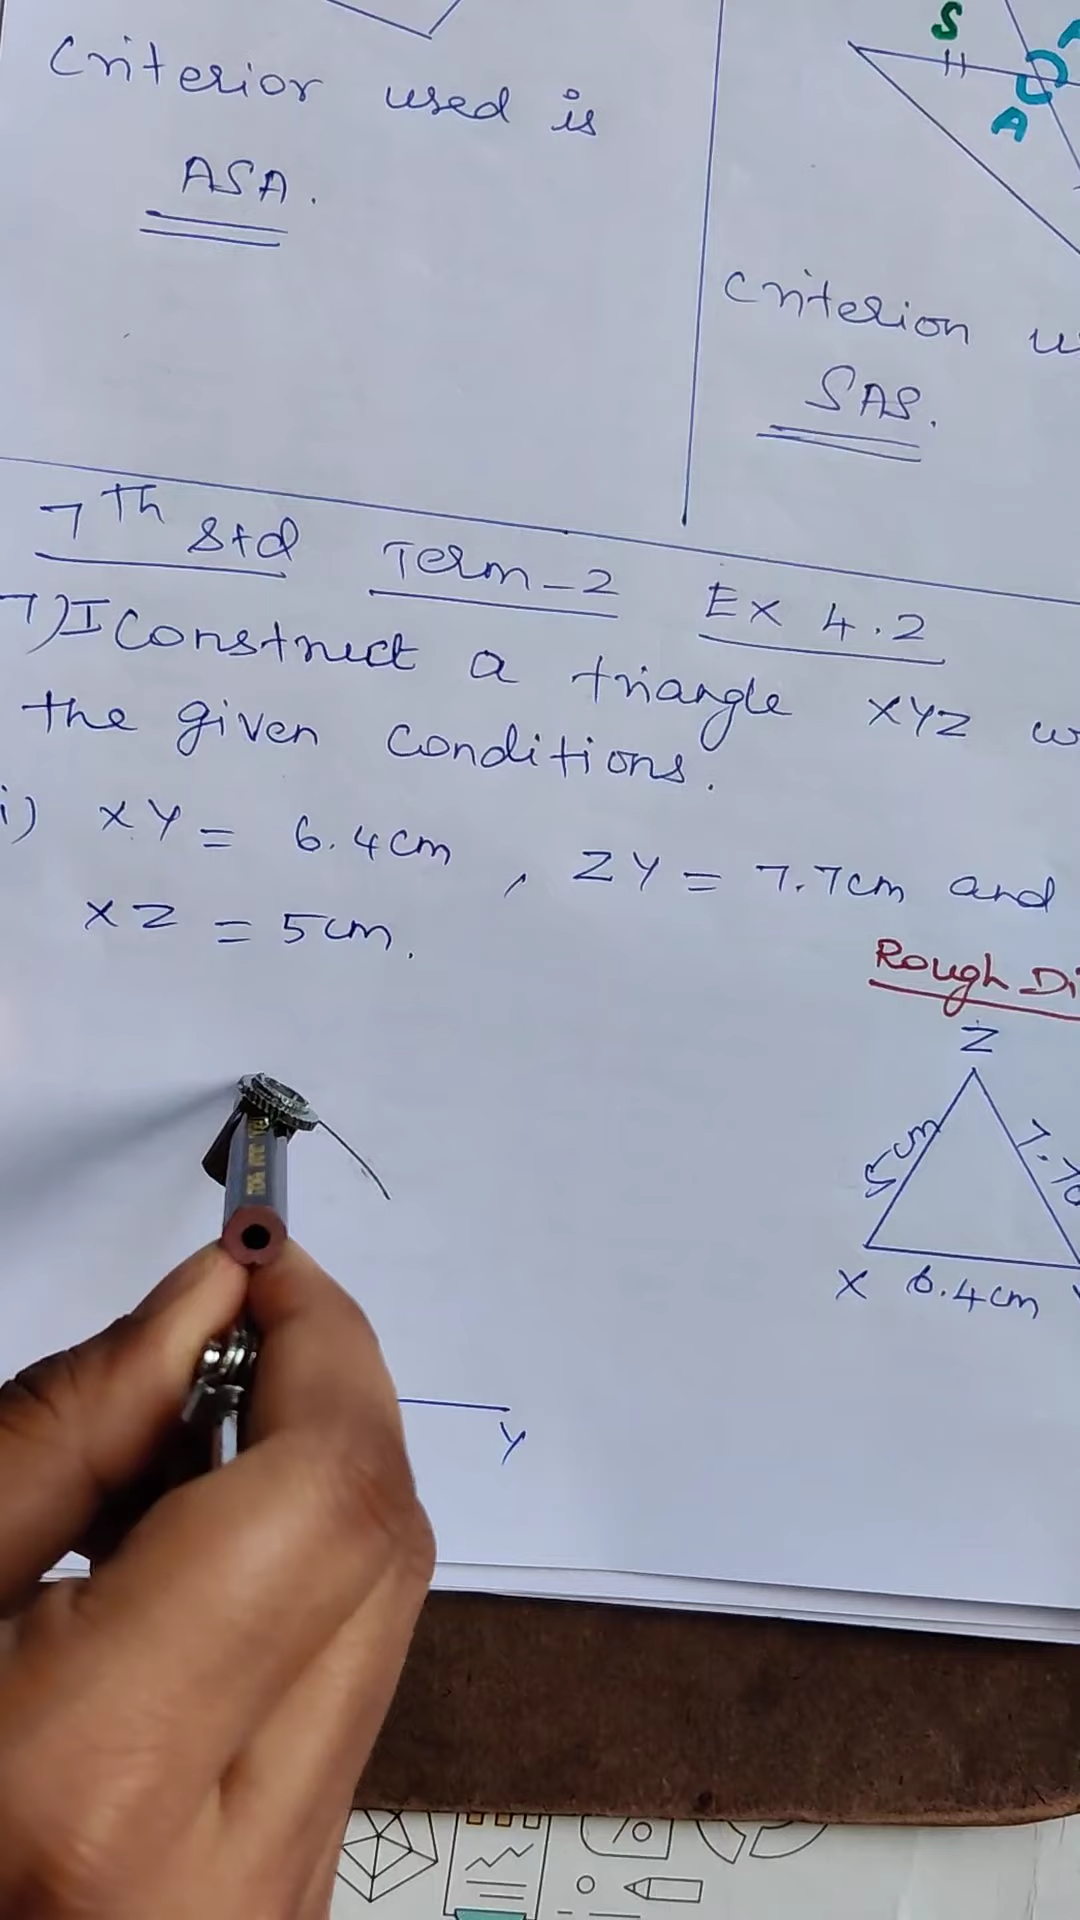 Criterior used is
ASA.
S
A
Criterion
SAS.
7Th Std Term-2 Ex 4.2
7)I Construct a triangle XYZ
the given conditions.
i) XY = 6.4cm, ZY = 7.7cm and
XZ = 5cm.
Rough
Z
5cm
X 6.4cm
Y